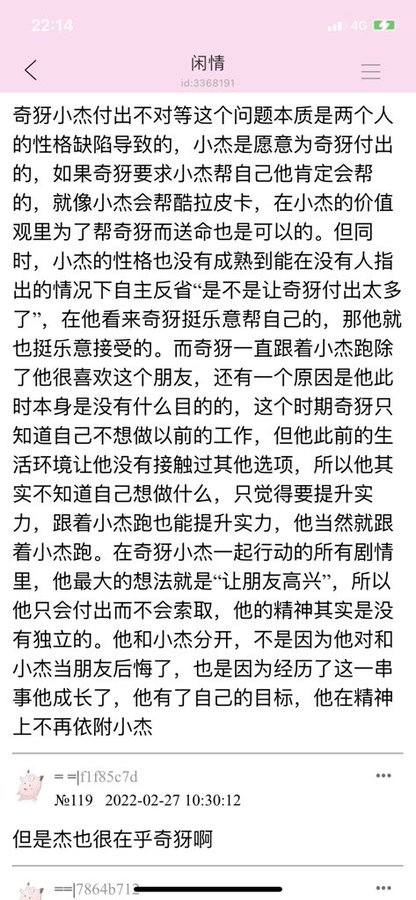 22:14
4G
闲情
id:3368191
奇犽小杰付出不对等这个问题本质是两个人
的性格缺陷导致的，小杰是愿意为奇犽付出
的，如果奇犽要求小杰帮自己他肯定会帮
的，就像小杰会帮酷拉皮卡，在小杰的价值
观里为了帮奇犽而送命也是可以的。但同
时，小杰的性格也没有成熟到能在没有人指
出的情况下自主反省“是不是让奇犽付出太多
了”，在他看来奇犽挺乐意帮自己的，那他就
也挺乐意接受的。而奇犽一直跟着小杰跑除
了他很喜欢这个朋友，还有一个原因是他此
时本身是没有什么目的的，这个时期奇犽只
知道自己不想做以前的工作，但他此前的生
活环境让他没有接触过其他选项，所以他其
实不知道自己想做什么，只觉得要提升实
力，跟着小杰跑也能提升实力，他当然就跟
着小杰跑。在奇犽小杰一起行动的所有剧情
里，他最大的想法就是“让朋友高兴”，所以
他只会付出而不会索取，他的精神其实是没
有独立的。他和小杰分开，不是因为他对和
小杰当朋友后悔了，也是因为经历了这一串
事他成长了，他有了自己的目标，他在精神
上不再依附小杰
= =|f1f85c7d
№119 2022-02-27 10:30:12
但是杰也很在乎奇犽啊
==|7864b712